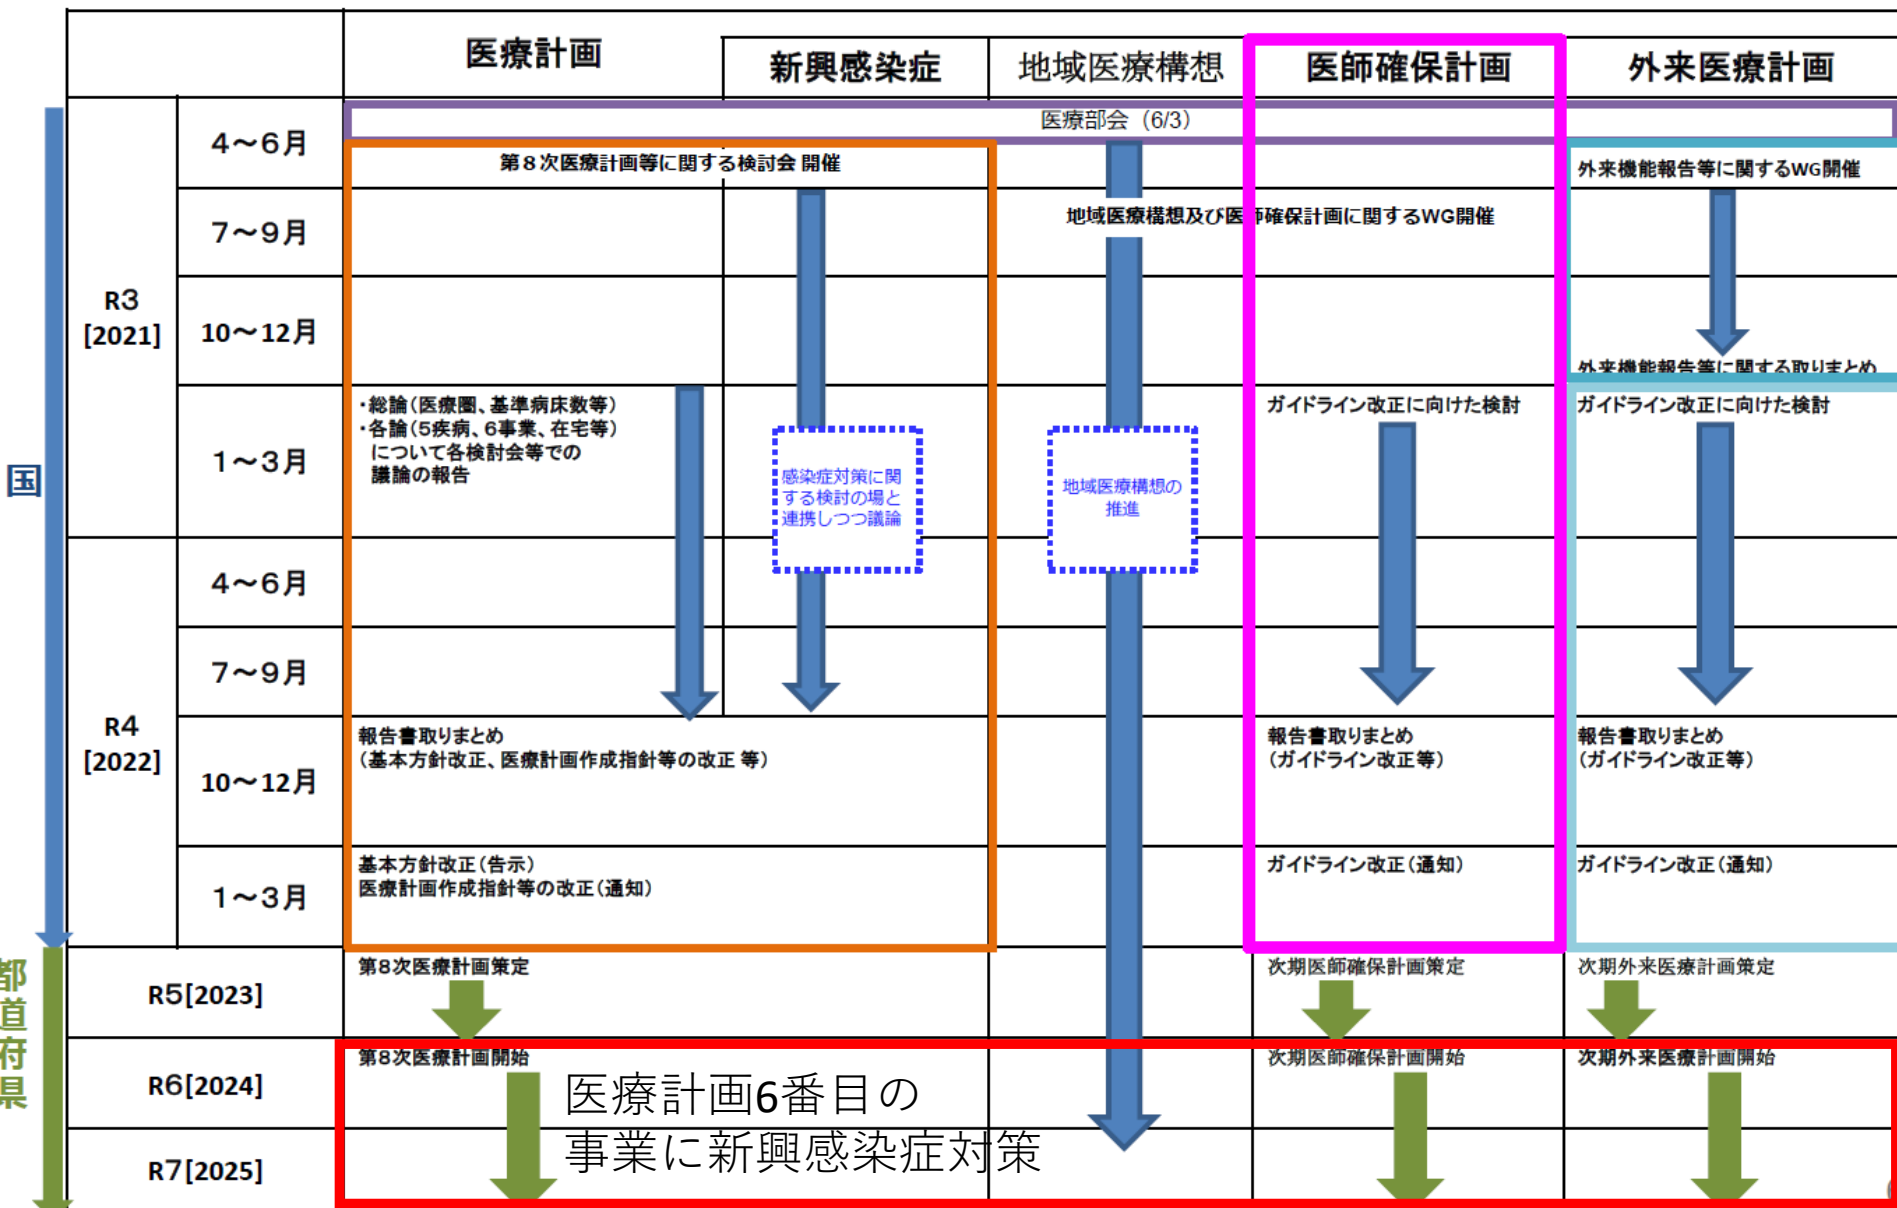 医療計画
新興感染症
地域医療構想
医師確保計画
外来医療計画
国
R3
[2021]
4～6月
医療部会（6/3）
第８次医療計画等に関する検討会 開催
外来機能報告等に関するWG開催
7～9月
地域医療構想及び医師確保計画に関するWG開催
10～12月
外来機能報告等に関する取りまとめ
1～3月
・総論（医療圏、基準病床数等）
・各論（5疾病、6事業、在宅等）
について各検討会等での
議論の報告
感染症対策に関
する検討の場と
連携しつつ議論
地域医療構想の
推進
ガイドライン改正に向けた検討
ガイドライン改正に向けた検討
R4
[2022]
4～6月
7～9月
10～12月
報告書取りまとめ
（基本方針改正、医療計画作成指針等の改正 等）
報告書取りまとめ
（ガイドライン改正等）
報告書取りまとめ
（ガイドライン改正等）
1～3月
基本方針改正（告示）
医療計画作成指針等の改正（通知）
ガイドライン改正（通知）
ガイドライン改正（通知）
都道府県
R5[2023]
第8次医療計画策定
次期医師確保計画策定
次期外来医療計画策定
R6[2024]
第8次医療計画開始
次期医師確保計画開始
次期外来医療計画開始
医療計画6番目の
事業に新興感染症対策
R7[2025]